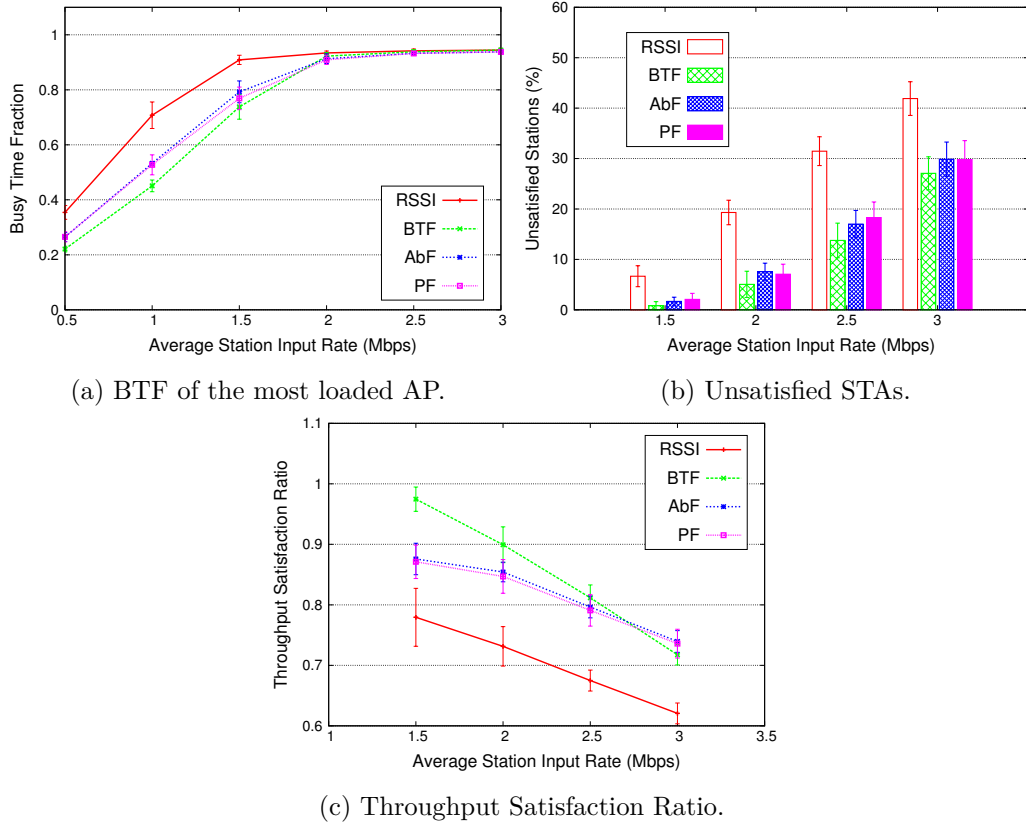 1
0.8
0.6
0.4
0.2
0
0.5
1
1.5
2
2.5
3
Busy Time Fraction
Average Station Input Rate (Mbps)
RSSI
BTF
AbF
PF
(a) BTF of the most loaded AP.
60
50
40
30
20
10
0
1.5
2
2.5
3
Unsatisfied Stations (%)
Average Station Input Rate (Mbps)
RSSI
BTF
AbF
PF
(b) Unsatisfied STAs.
1.1
1
0.9
0.8
0.7
0.6
1
1.5
2
2.5
3
3.5
Throughput Satisfaction Ratio
Average Station Input Rate (Mbps)
RSSI
BTF
AbF
PF
(c) Throughput Satisfaction Ratio.